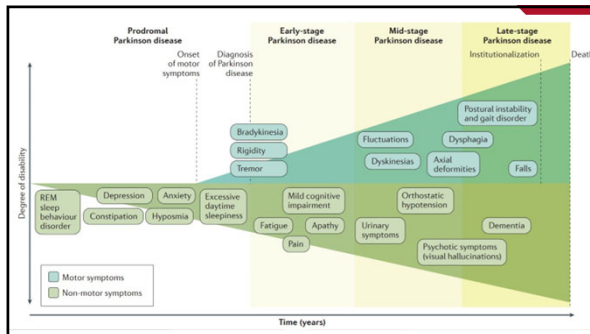 Prodromal
Parkinson disease
Early-stage
Parkinson disease
Mid-stage
Parkinson disease
Late-stage
Parkinson disease
Onset
of motor
symptoms
Diagnosis
of Parkinson
disease
Institutionalization
Death
Postural instability
and gait disorder
Bradykinesia
Rigidity
Tremor
Fluctuations
Dysphagia
Dyskinesias
Axial
deformities
Falls
Degree of disability
REM
sleep
behaviour
disorder
Depression
Anxiety
Constipation
Hyposmia
Excessive
daytime
sleepiness
Mild cognitive
impairment
Fatigue
Apathy
Pain
Orthostatic
hypotension
Urinary
symptoms
Dementia
Psychotic symptoms
(visual hallucinations)
Motor symptoms
Non-motor symptoms
Time (years)